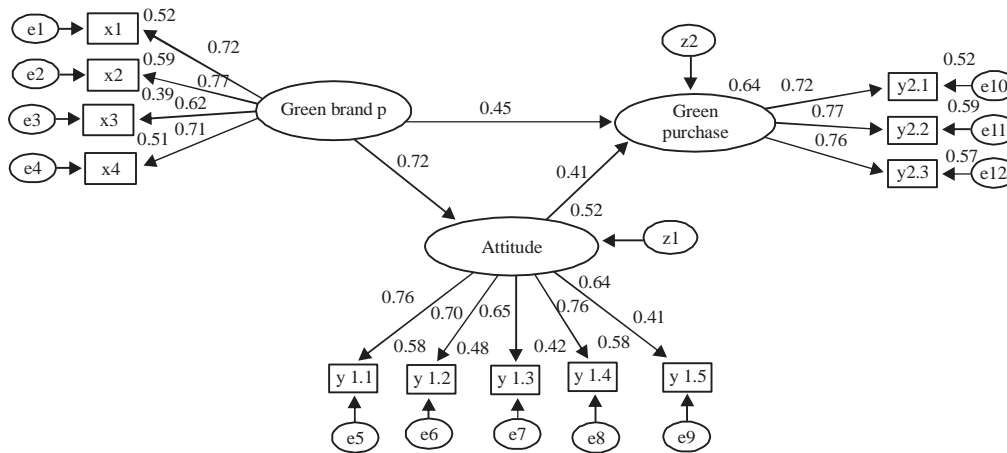 e1
x1
0.52
0.72
e2
x2
0.59
0.77
e3
x3
0.39
0.62
e4
x4
0.51
0.71
Green brand p
0.45
0.72
z2
Green
purchase
0.64
0.72
0.77
0.76
y2.1
0.52
e10
y2.2
0.59
e11
y2.3
0.57
e12
0.41
0.52
Attitude
z1
0.76
0.70
0.65
0.76
0.64
0.58
0.48
0.42
0.58
0.41
y 1.1
y 1.2
y 1.3
y 1.4
y 1.5
e5
e6
e7
e8
e9